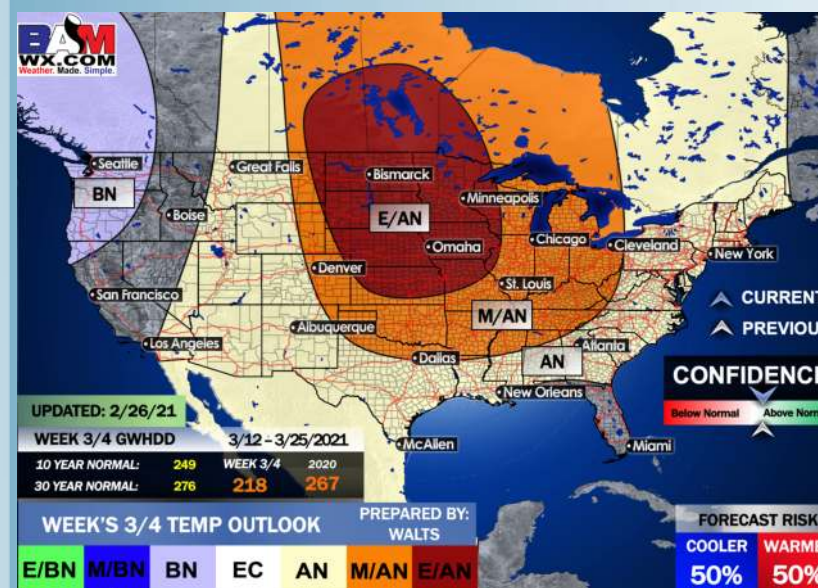 BAM
WX.COM
Weather. Made. Simple.
Seattle
Great Falls
Bismarck
BN
Minneapolis
Boise
E/AN
Omaha
Chicago
Cleveland
New York
Denver
San Francisco
St. Louis
M/AN
CURRENT
PREVIOU
Los Angeles
Albuquerque
Dallas
AN
Atlanta
CONFIDENC
New Orleans
Below Normal Above Norm
UPDATED: 2/26/21
WEEK 3/4 GWHDD 3/12 - 3/25/2021
McAllen
Miami
10 YEAR NORMAL: 249 WEEK 3/4 2020
30 YEAR NORMAL: 276 218 267
WEEK'S 3/4 TEMP OUTLOOK
PREPARED BY:
WALTS
FORECAST RISK
COOLER WARME
E/BN M/BN BN EC AN M/AN E/AN
50% 50%